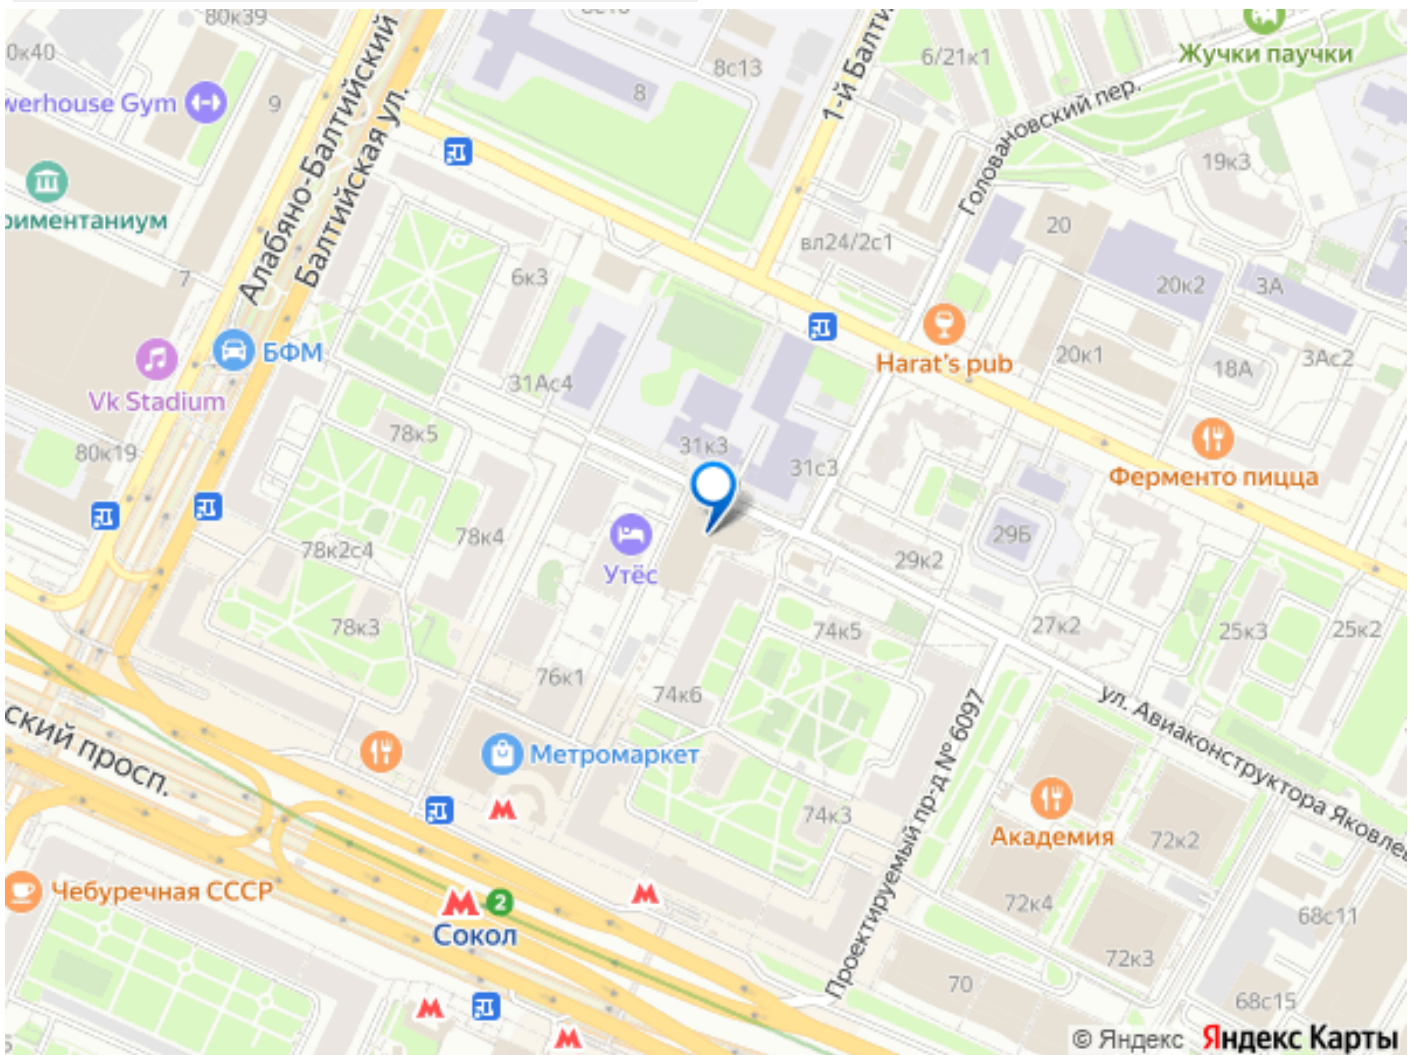 80к39
8с13
6/21к1
Жучки паучки
0к40
werhouse Gym
9
8
1-й Балти
Головановский пер.
Алабяно-Балтийский
Балтийская ул.
19к3
риментаниум
7
6к3
вл24/2с1
20
20к2
3А
БФМ
Vk Stadium
31Ас4
Harat's pub
20к1
18А
3Ас2
80к19
78к5
31к3
31с3
Ферменто пицца
78к2с4
78к4
Утёс
29к2
29Б
78к3
74к5
27к2
25к3
25к2
76к1
74к6
ул. Авиаконструктора Яковлев
ский просп.
Метромаркет
Проектируемый пр-д № 6097
74к3
Академия
72к2
Чебуречная СССР
2
Сокол
72к4
68с11
72к3
70
68с15
© Яндекс Яндекс Карты